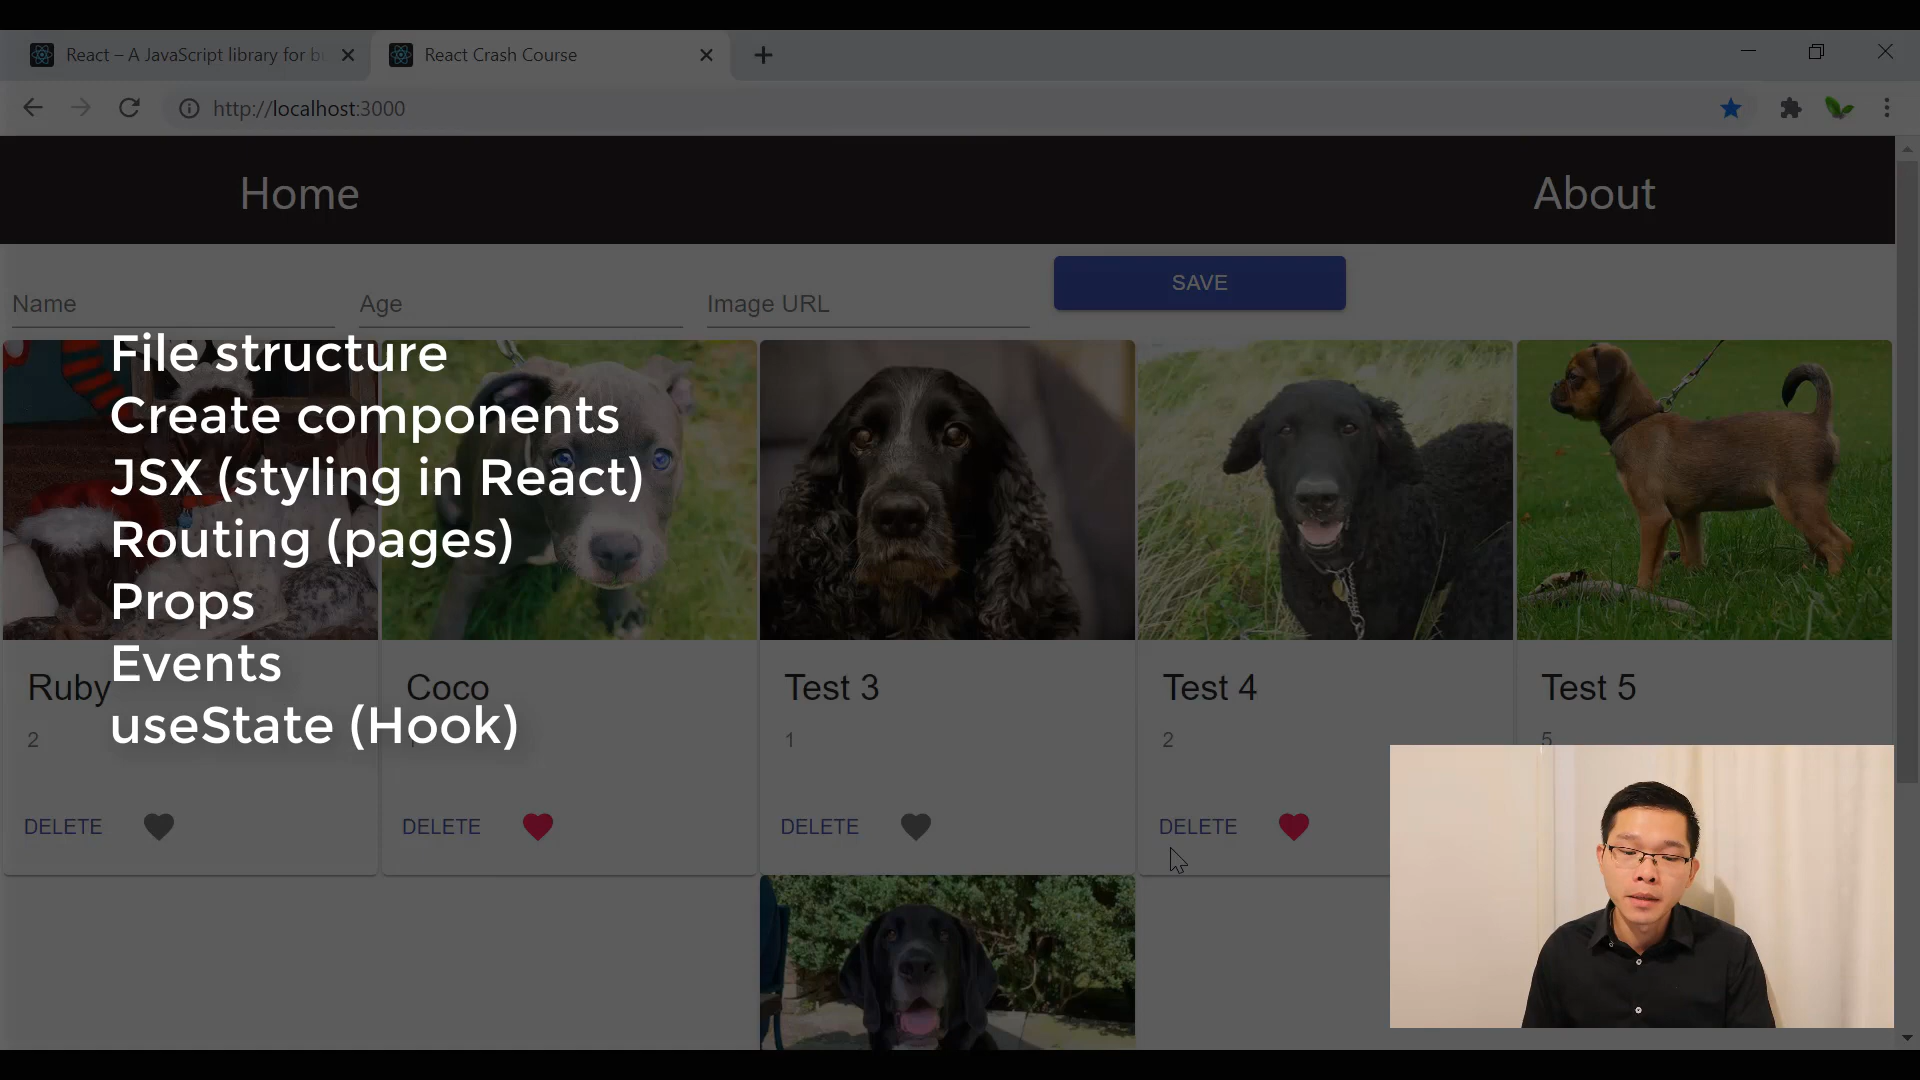 React – A JavaScript library for b
React Crash Course
http://localhost:3000
Home
About
Name
Age
Image URL
SAVE
File structure
Create components
JSX (styling in React)
Routing (pages)
Props
Events
useState (Hook)
Ruby
Coco
Test 3
Test 4
Test 5
2
1
2
5
DELETE
DELETE
DELETE
DELETE